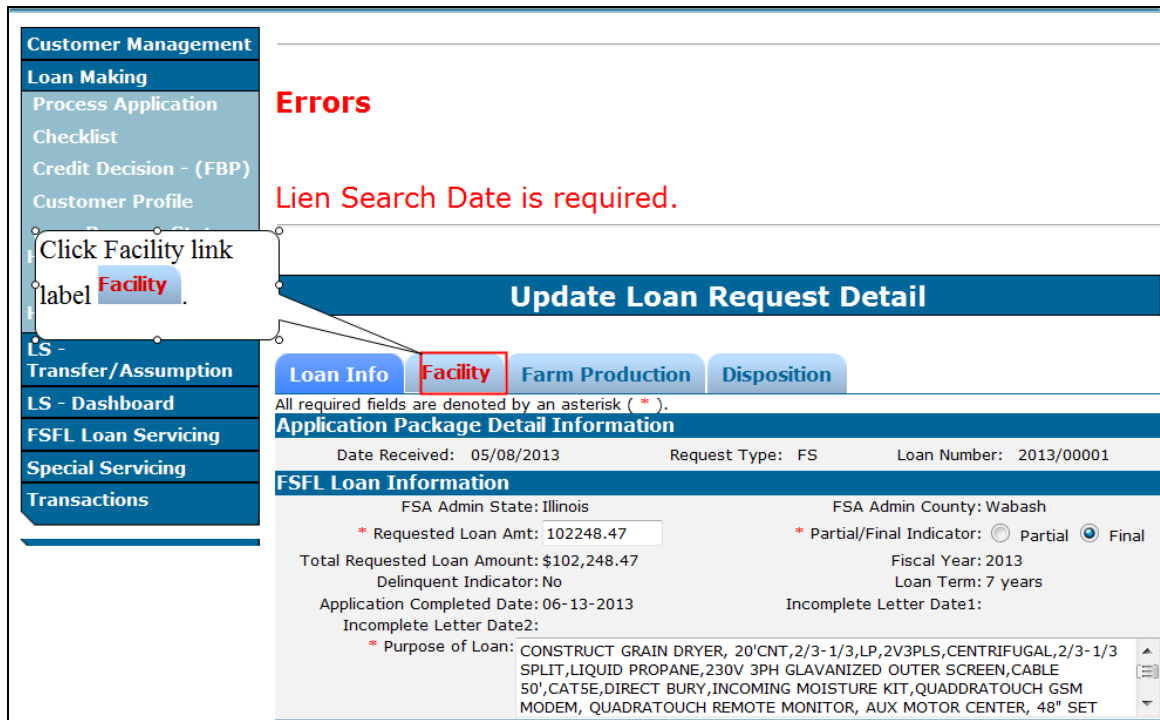 Customer Management
Loan Making
Process Application
Checklist
Credit Decision - (FBP)
Customer Profile
Click Facility link
label Facility .
LS -
Transfer/Assumption
LS - Dashboard
FSFL Loan Servicing
Special Servicing
Transactions
Errors
Lien Search Date is required.
Update Loan Request Detail
Loan Info Facility Farm Production Disposition
All required fields are denoted by an asterisk ( * ).
Application Package Detail Information
Date Received: 05/08/2013 Request Type: FS Loan Number: 2013/00001
FSFL Loan Information
FSA Admin State: Illinois FSA Admin County: Wabash
* Requested Loan Amt: 102248.47 * Partial/Final Indicator: Partial Final
Total Requested Loan Amount: $102,248.47 Fiscal Year: 2013
Delinquent Indicator: No Loan Term: 7 years
Application Completed Date: 06-13-2013 Incomplete Letter Date1:
Incomplete Letter Date2:
* Purpose of Loan: CONSTRUCT GRAIN DRYER, 20'CNT,2/3-1/3,LP,2V3PLS,CENTRIFUGAL,2/3-1/3
SPLIT,LIQUID PROPANE,230V 3PH GLAVANIZED OUTER SCREEN,CABLE
50',CAT5E,DIRECT BURY,INCOMING MOISTURE KIT,QUADDRATOUCH GSM
MODEM, QUADRATOUCH REMOTE MONITOR, AUX MOTOR CENTER, 48" SET